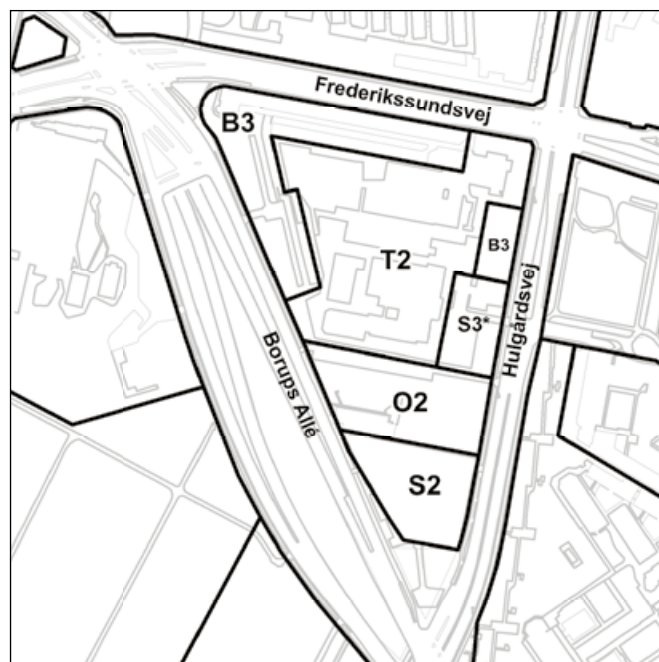 Frederikssundsvej
B3
B3
T2
S3*
Hulgårdsvej
Borups Allé
O2
S2